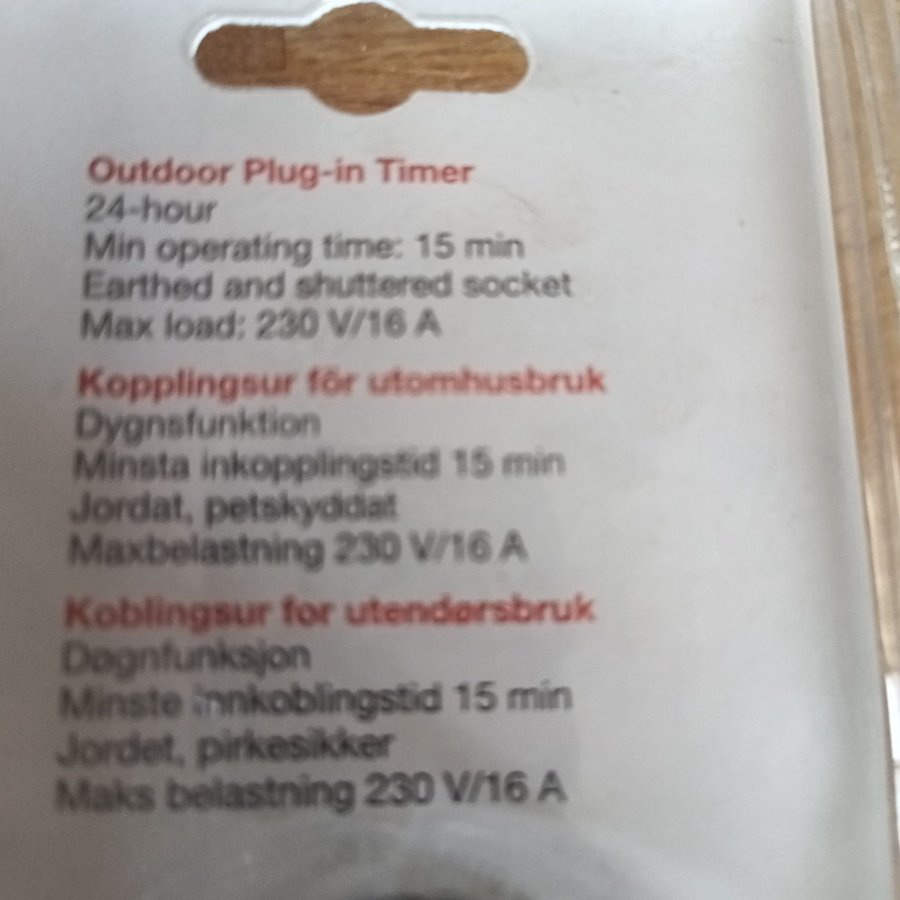 Outdoor Plug-in Timer
24-hour
Min operating time: 15 min
Earthed and shuttered socket
Max load: 230 V/16 A
Kopplingsur för utomhusbruk
Dygnsfunktion
Minsta inkopplingstid 15 min
Jordat, petskyddat
Maxbelastning 230 V/16 A
Koblingsur for utendørsbruk
Døgnfunksjon
Minste innkoblingstid 15 min
Jordet, pirkesikker
Maks belastning 230 V/16 A